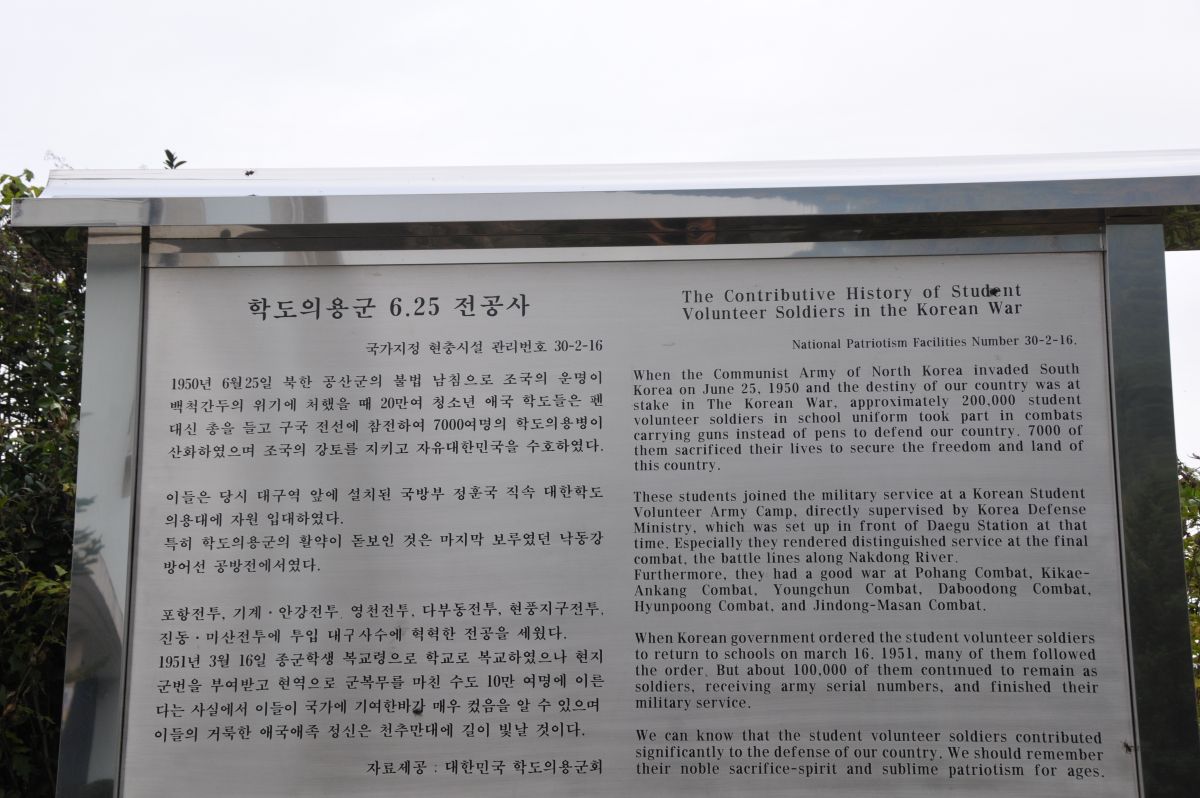 학도의용군 6.25 전공사
국가지정 현충시설 관리번호 30-2-16
1950년 6월25일 북한 공산군의 불법 남침으로 조국의 운명이
백척간두의 위기에 처했을 때 20만여 청소년 애국 학도들은 펜
대신 총을 들고 구국 전선에 참전하여 7000여명의 학도의용병이
산화하였으며 조국의 강토를 지키고 자유대한민국을 수호하였다.
이들은 당시 대구역 앞에 설치된 국방부 정훈국 직속 대한학도
의용대에 자원 입대하였다.
특히 학도의용군의 활약이 돋보인 것은 마지막 보루였던 낙동강
방어선 공방전에서였다.
포항전투, 기계·안강전투, 영천전투, 다부동전투, 현풍지구전투,
진동·마산전투에 투입 대구사수에 혁혁한 전공을 세웠다.
1951년 3월 16일 종군학생 복교령으로 학교로 복교하였으나 현지
군번을 부여받고 현역으로 군복무를 마친 수도 10만 여명에 이른
다는 사실에서 이들이 국가에 기여한바가 매우 컸음을 알 수 있으며
이들의 거룩한 애국애족 정신은 천추만대에 길이 빛날 것이다.
자료제공 : 대한민국 학도의용군회
The Contributive History of Student
Volunteer Soldiers in the Korean War
National Patriotism Facilities Number 30-2-16.
When the Communist Army of North Korea invaded South
Korea on June 25, 1950 and the destiny of our country was at
stake in The Korean War, approximately 200,000 student
volunteer soldiers in school uniform took part in combats
carrying guns instead of pens to defend our country. 7000 of
them sacrificed their lives to secure the freedom and land of
this country.
These students joined the military service at a Korean Student
Volunteer Army Camp, directly supervised by Korea Defense
Ministry, which was set up in front of Daegu Station at that
time. Especially they rendered distinguished service at the final
combat, the battle lines along Nakdong River.
Furthermore, they had a good war at Pohang Combat, Kikae-
Ankang Combat, Youngchun Combat, Daboodong Combat,
Hyunpoong Combat, and Jindong-Masan Combat.
When Korean government ordered the student volunteer soldiers
to return to schools on march 16, 1951, many of them followed
the order. But about 100,000 of them continued to remain as
soldiers, receiving army serial numbers, and finished their
military service.
We can know that the student volunteer soldiers contributed
significantly to the defense of our country. We should remember
their noble sacrifice-spirit and sublime patriotism for ages.